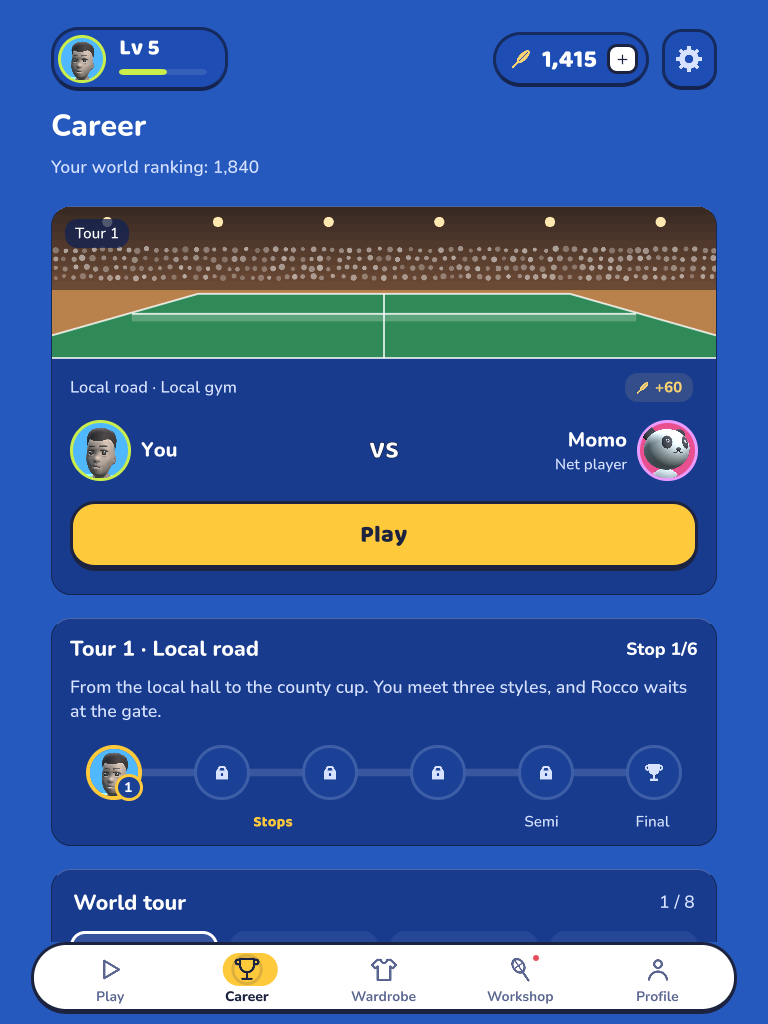 Lv 5
1,415
+
Career
Your world ranking: 1,840
Tour 1
Local road · Local gym
+60
You
VS
Momo
Net player
Play
Tour 1 · Local road
Stop 1/6
From the local hall to the county cup. You meet three styles, and Rocco waits
at the gate.
1
Stops
Semi
Final
World tour
1 / 8
Play
Career
Wardrobe
Workshop
Profile